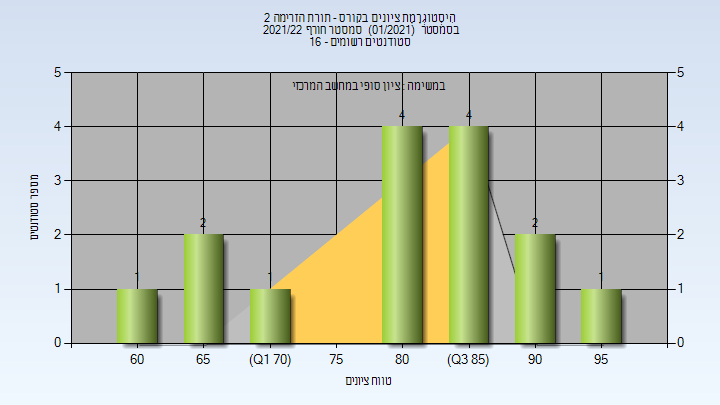 היסטוגרמת ציונים בקורס - תורת הזרימה 2
בסמסטר (01/2021) סמסטר חורף 2021/22
סטודנטים רשומים - 16
במשימה : ציון סופי במחשב המרכזי
5 5
4 4 4 4
3 3
2 2 2 2
1 1 1 1 1
0 0
60 65 (Q1 70) 75 80 (Q3 85) 90 95
מספר סטודנטים
טווח ציונים